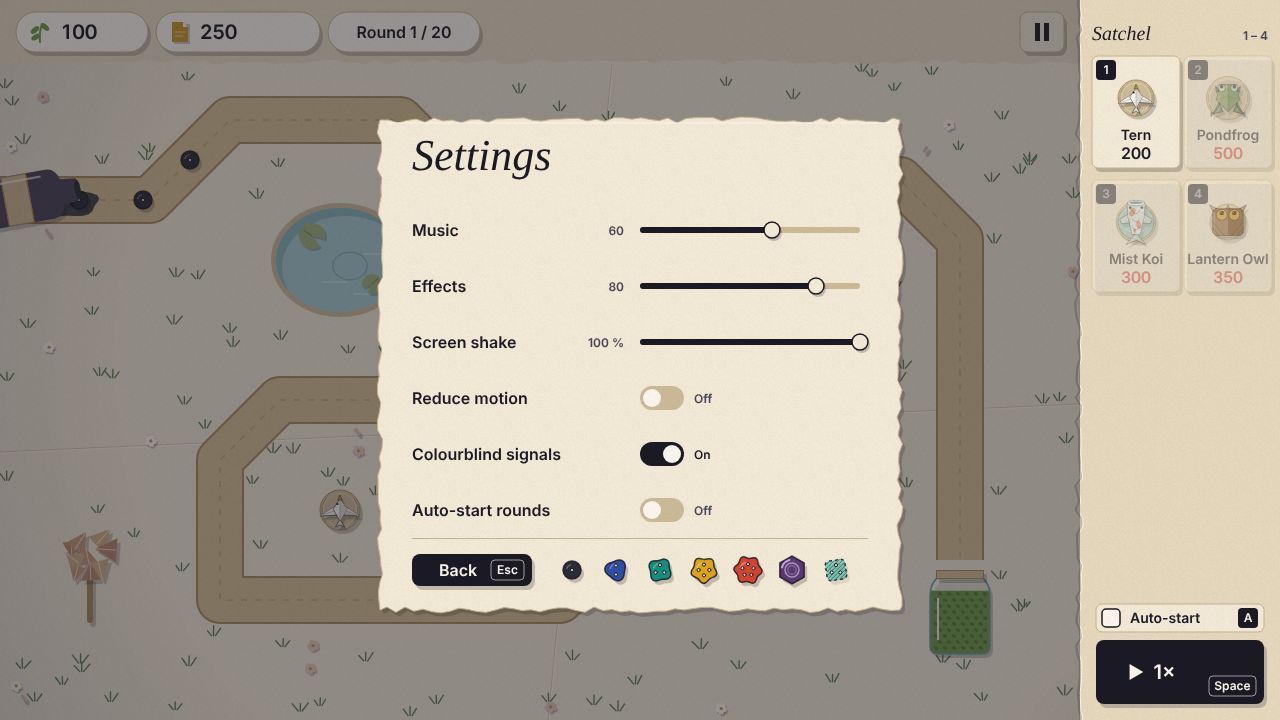 100
250
Round 1 / 20
Satchel
1 – 4
1
Tern
200
2
Pondfrog
500
3
Mist Koi
300
4
Lantern Owl
350
Settings
Music 60
Effects 80
Screen shake 100 %
Reduce motion Off
Colourblind signals On
Auto-start rounds Off
Back Esc
Auto-start A
1×
Space